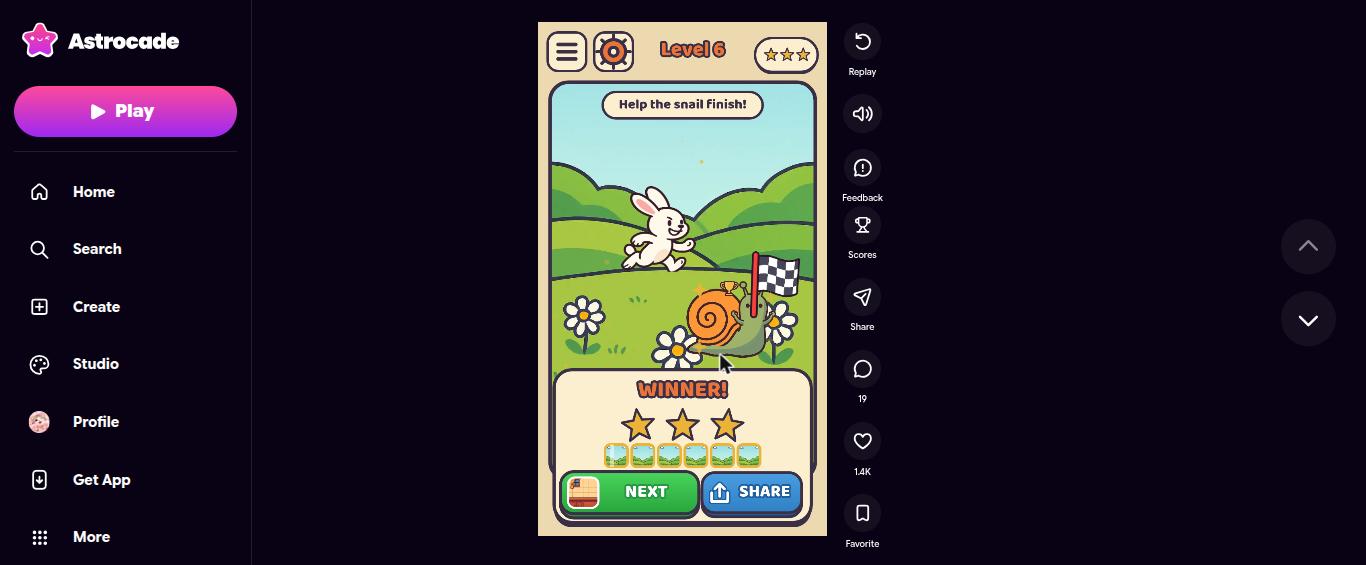 Astrocade
Play
Home
Search
Create
Studio
Profile
Get App
More
Level 6
Help the snail finish!
WINNER!
NEXT
SHARE
Replay
Feedback
Scores
Share
19
1.4K
Favorite